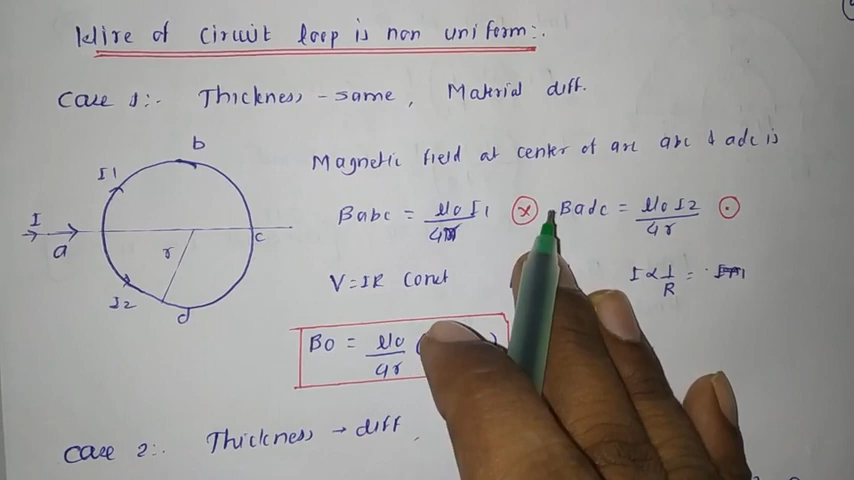 Wire of circuit loop is non uniform:.
Case 1:. Thickness - same, Material diff.
Magnetic field at center of arc abc & adc is
b
I1
Babc = μ0 I1 / 4r ⊗ Badc = μ0 I2 / 4r ⊙
I
a
r
c
V = IR Const
I ∝ 1/R =
I2
d
B0 = μ0 / 4r (
Case 2:. Thickness → diff,